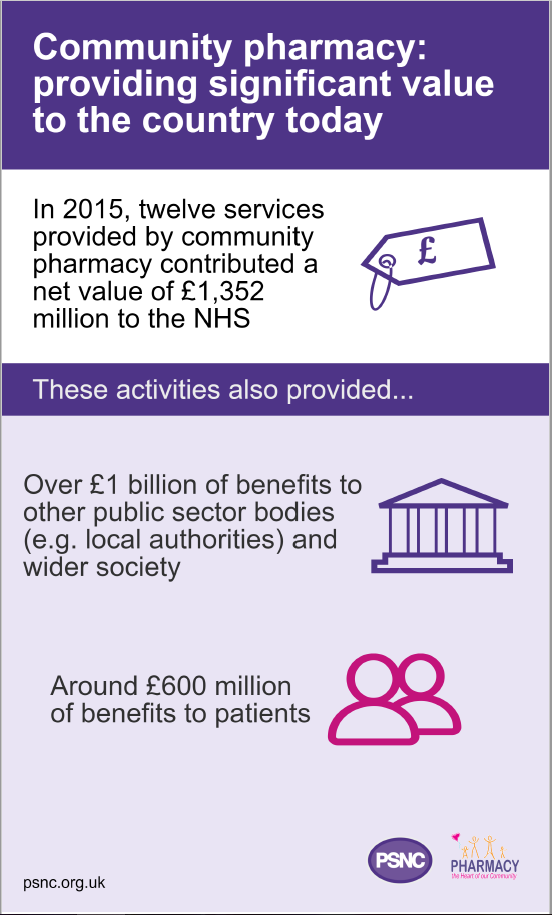 Community pharmacy:
providing significant value
to the country today
In 2015, twelve services
provided by community
pharmacy contributed a
net value of £1,352
million to the NHS
£
These activities also provided...
Over £1 billion of benefits to
other public sector bodies
(e.g. local authorities) and
wider society
Around £600 million
of benefits to patients
psnc.org.uk
PSNC
PHARMACY
the Heart of our Community